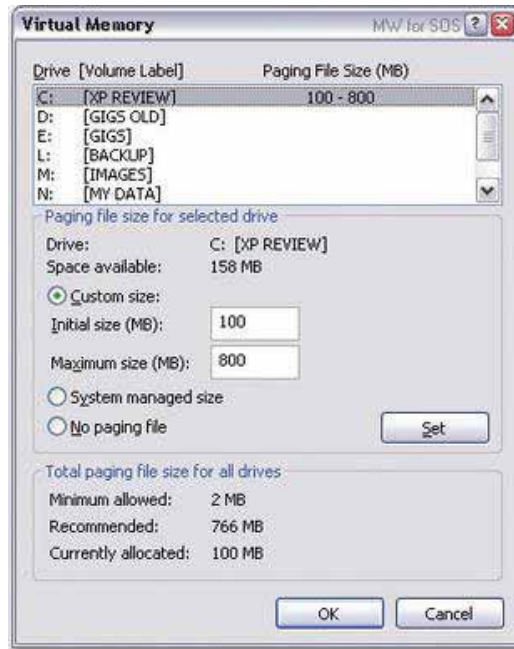 Virtual Memory MW for SOS
Drive [Volume Label] Paging File Size (MB)
C: [XP REVIEW] 100 - 800
D: [GIGS OLD]
E: [GIGS]
L: [BACKUP]
M: [IMAGES]
N: [MY DATA]
Paging file size for selected drive
Drive: C: [XP REVIEW]
Space available: 158 MB
Custom size:
Initial size (MB): 100
Maximum size (MB): 800
System managed size
No paging file Set
Total paging file size for all drives
Minimum allowed: 2 MB
Recommended: 766 MB
Currently allocated: 100 MB
OK Cancel